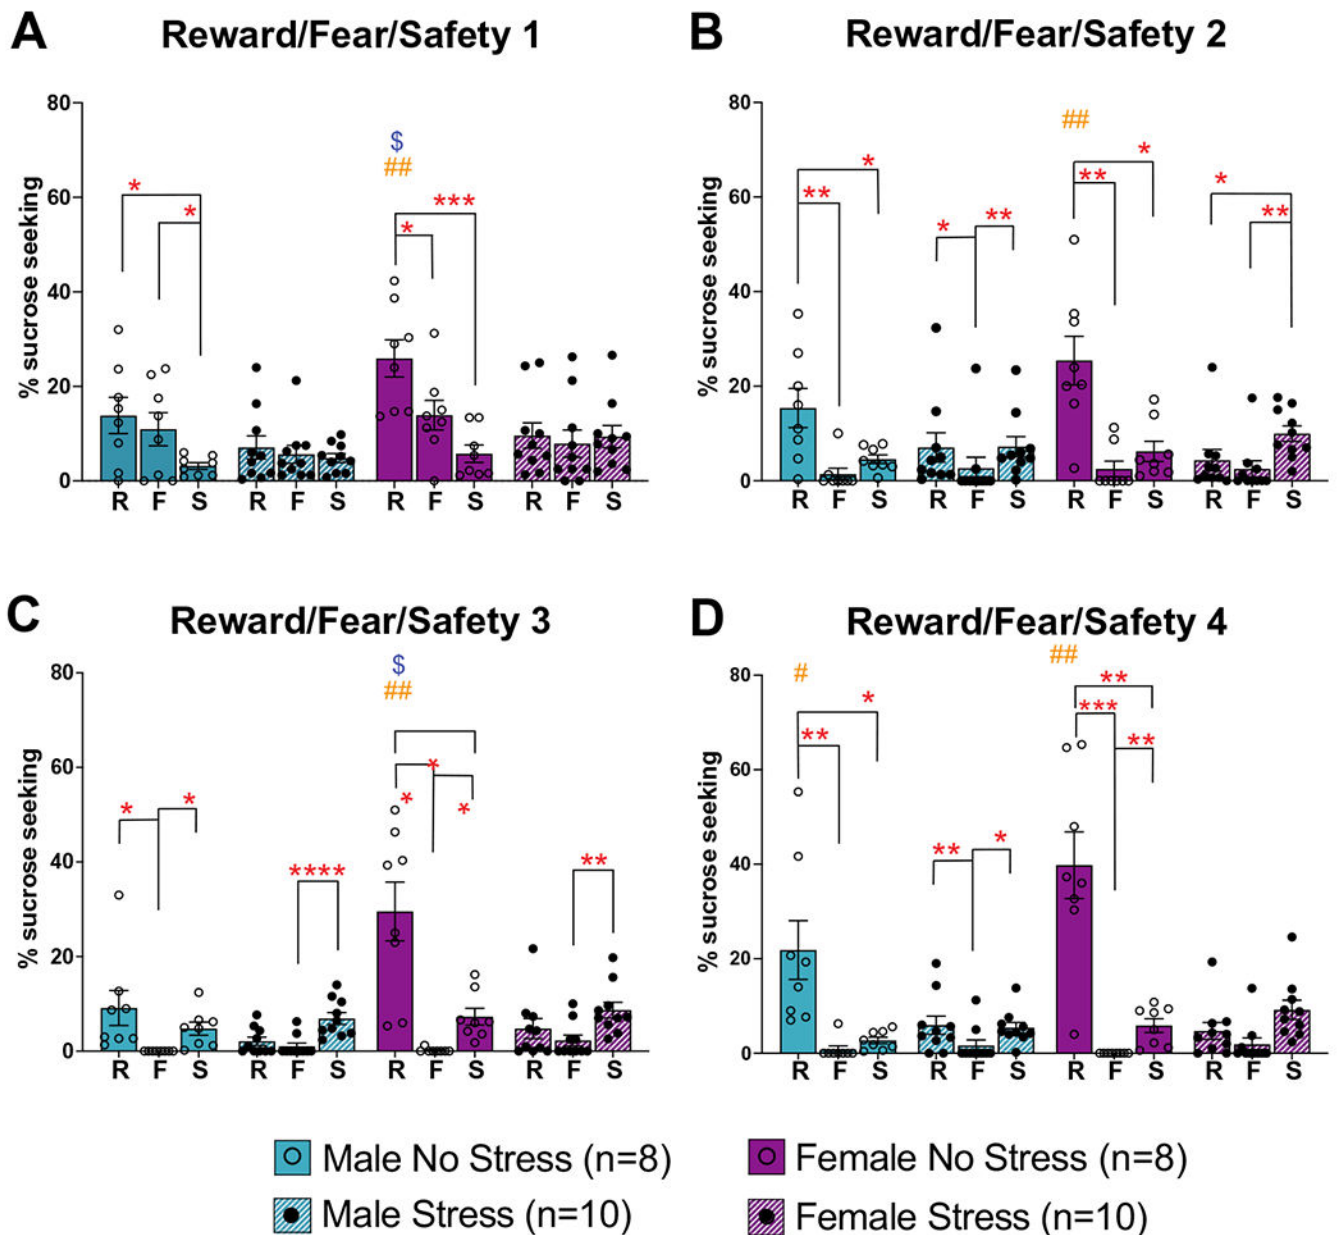 A Reward/Fear/Safety 1
% sucrose seeking
80
60
40
20
0
* * $ ## * ***
R F S R F S R F S R F S
B Reward/Fear/Safety 2
% sucrose seeking
80
60
40
20
0
** * * ** ## ** * * **
R F S R F S R F S R F S
C Reward/Fear/Safety 3
% sucrose seeking
80
60
40
20
0
* * **** $ ## * * * **
R F S R F S R F S R F S
D Reward/Fear/Safety 4
% sucrose seeking
80
60
40
20
0
# ** * ** * ## ** *** **
R F S R F S R F S R F S
Male No Stress (n=8)
Female No Stress (n=8)
Male Stress (n=10)
Female Stress (n=10)